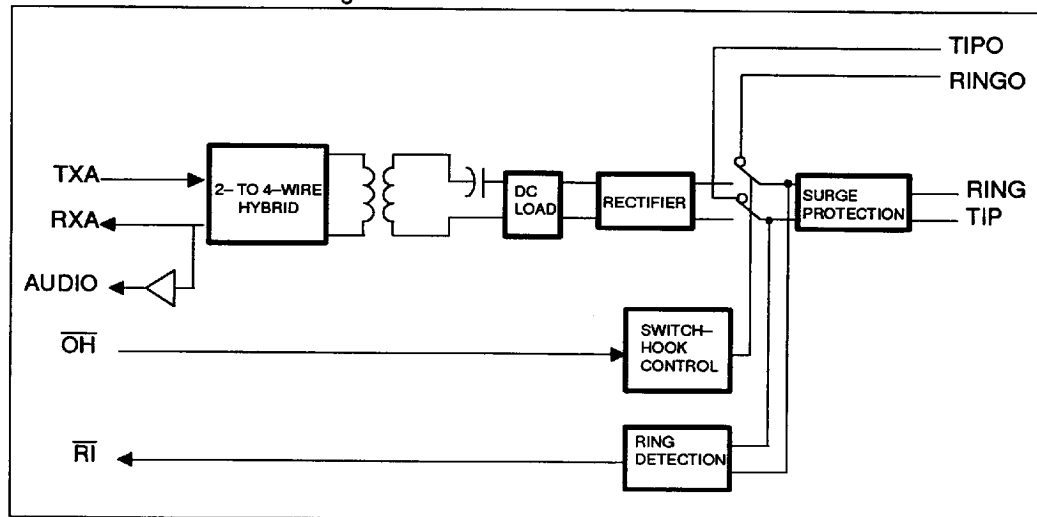 TIPO
RINGO
TXA
2– TO 4–WIRE
HYBRID
DC
LOAD
RECTIFIER
SURGE
PROTECTION
RING
TIP
RXA
AUDIO
OH
SWITCH–
HOOK
CONTROL
RI
RING
DETECTION